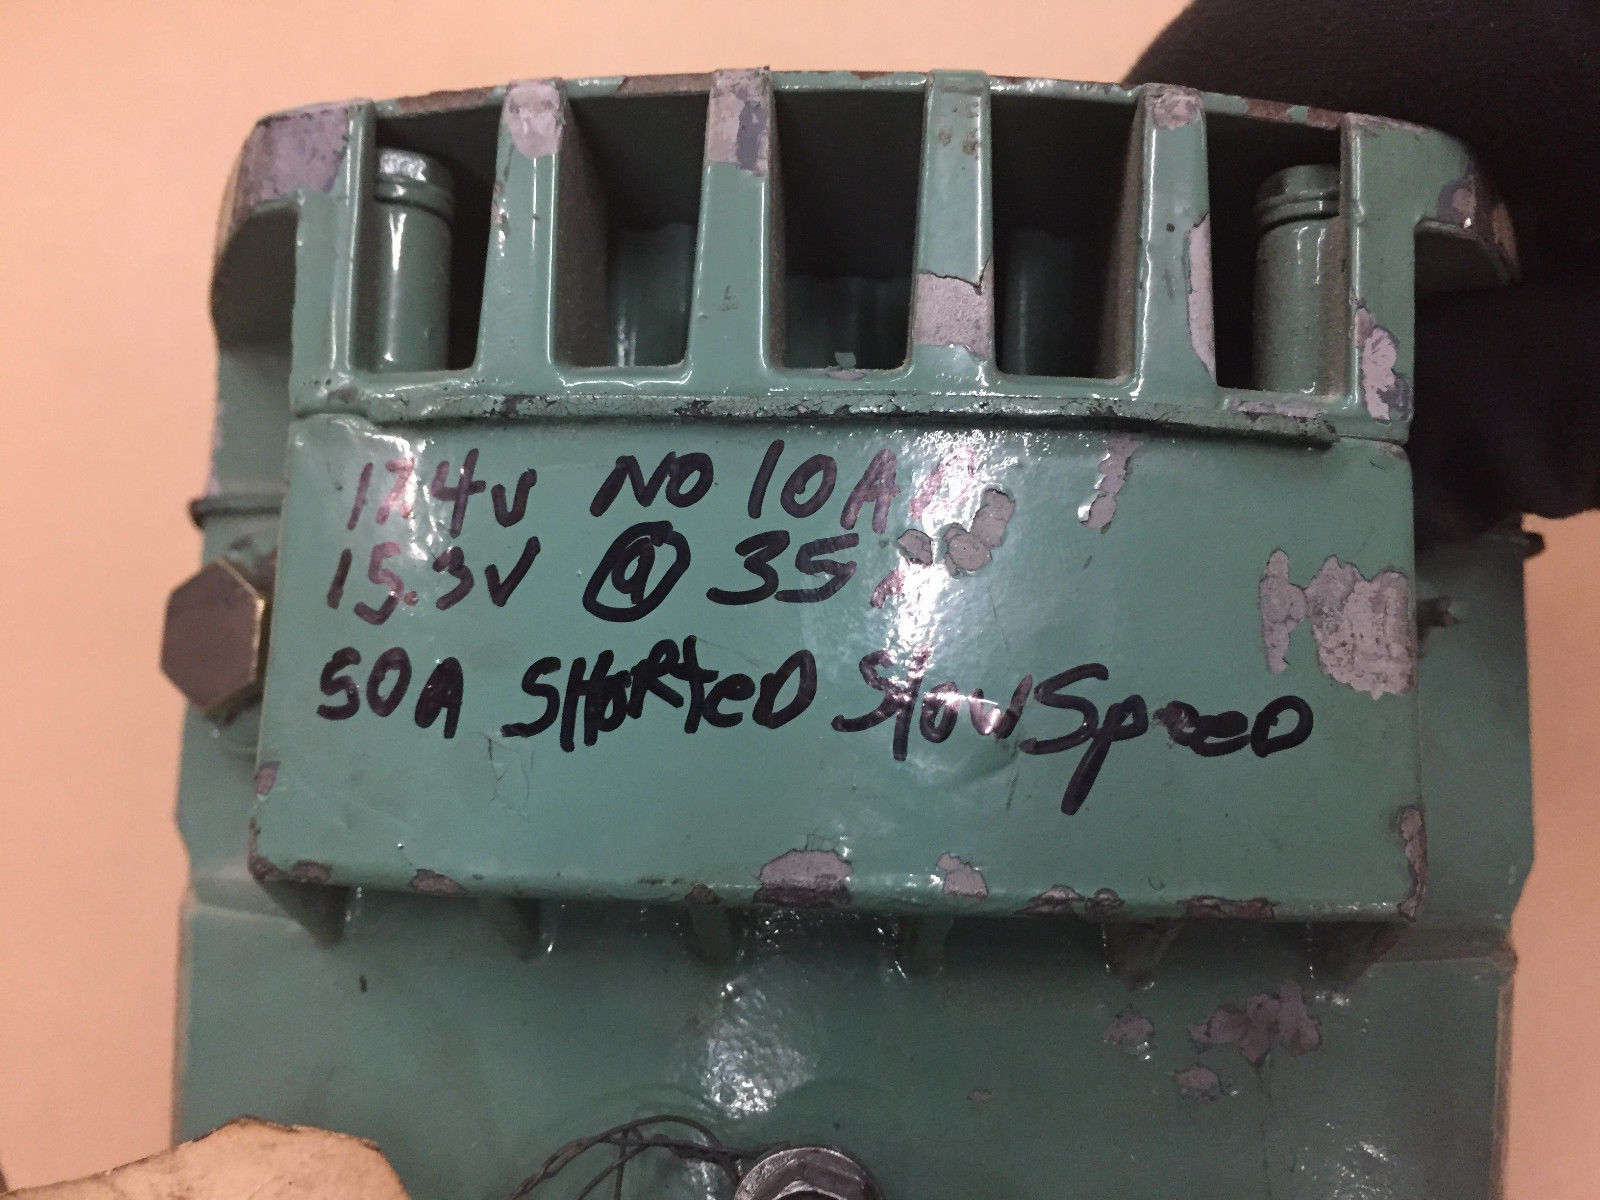 17.4V NO 10A
15.3V @ 35
50A SHORTeD SlowSpeeD